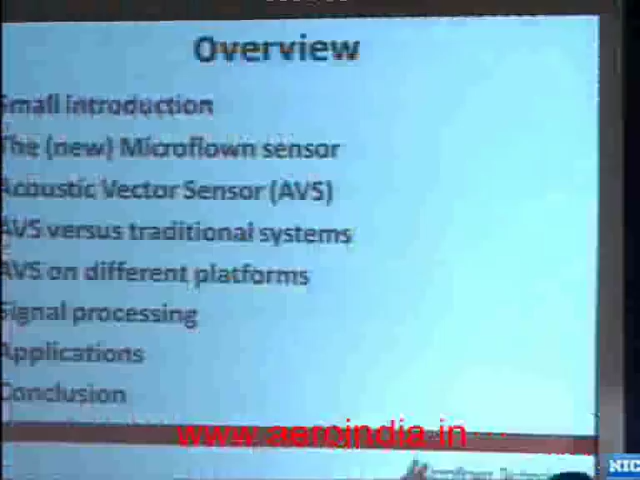 Overview
Small introduction
The (new) Microflown sensor
Acoustic Vector Sensor (AVS)
AVS versus traditional systems
AVS on different platforms
Signal processing
Applications
Conclusion
www.aeroindia.in
NIC